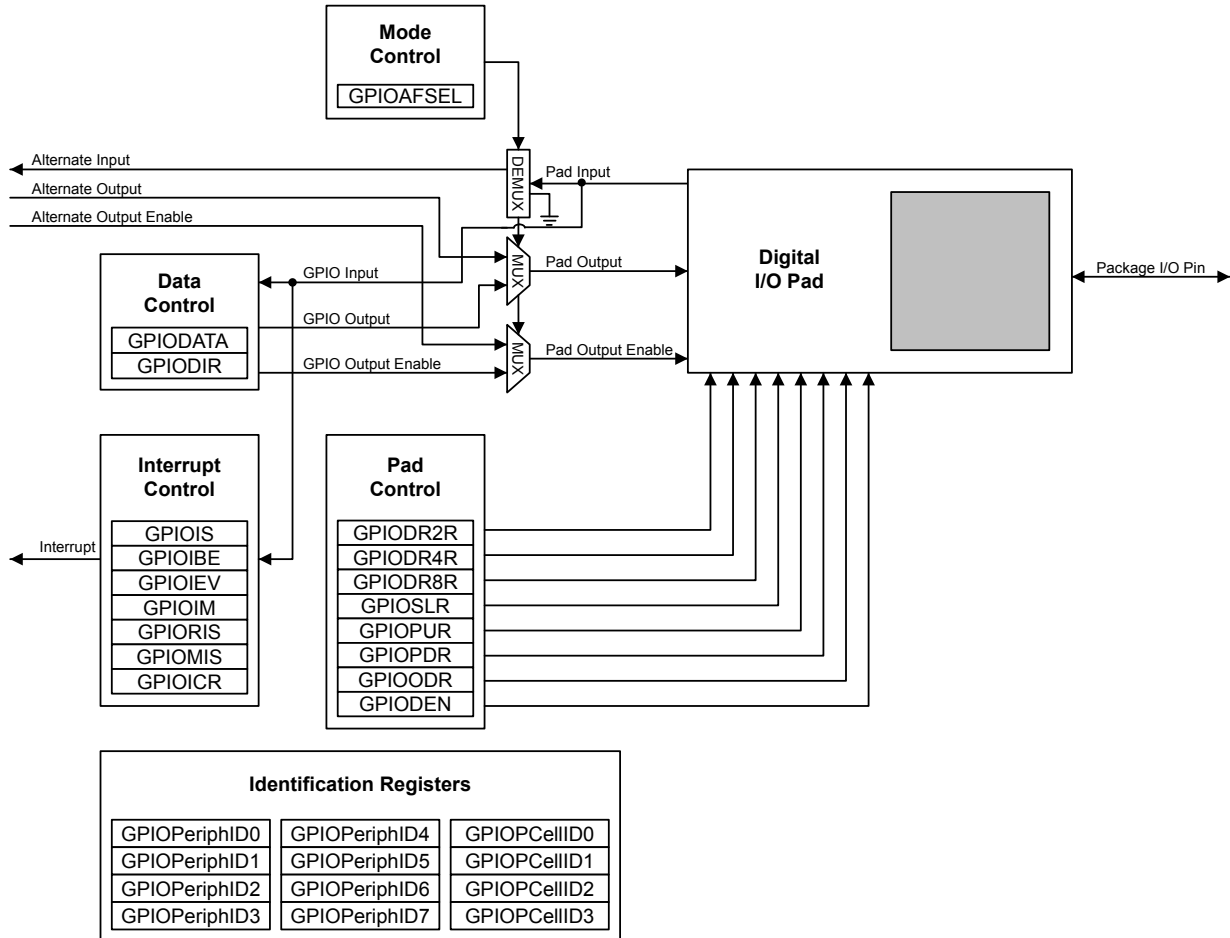 Mode
Control
GPIOAFSEL
Alternate Input
Alternate Output
Alternate Output Enable
DEMUX
Pad Input
MUX
Pad Output
MUX
Pad Output Enable
Digital
I/O Pad
Package I/O Pin
Data
Control
GPIODATA
GPIODIR
GPIO Input
GPIO Output
GPIO Output Enable
Interrupt
Control
GPIOIS
GPIOIBE
GPIOIEV
GPIOIM
GPIORIS
GPIOMIS
GPIOICR
Interrupt
Pad
Control
GPIODR2R
GPIODR4R
GPIODR8R
GPIOSLR
GPIOPUR
GPIOPDR
GPIOODR
GPIODEN
Identification Registers
GPIOPeriphID0 GPIOPeriphID4 GPIOPCellID0
GPIOPeriphID1 GPIOPeriphID5 GPIOPCellID1
GPIOPeriphID2 GPIOPeriphID6 GPIOPCellID2
GPIOPeriphID3 GPIOPeriphID7 GPIOPCellID3